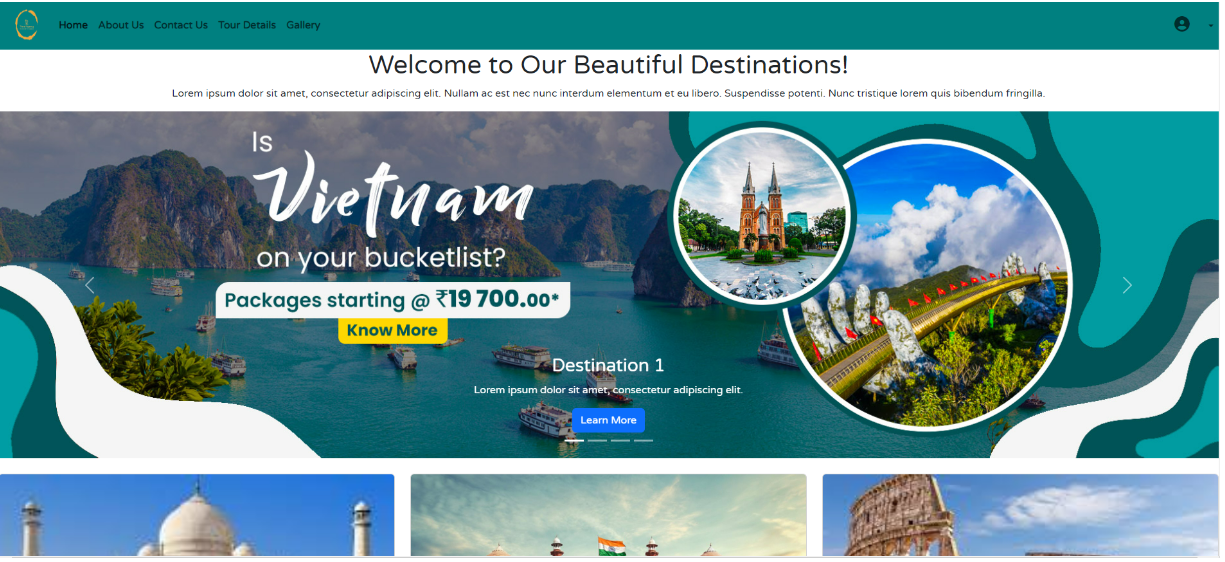 Home About Us Contact Us Tour Details Gallery
Welcome to Our Beautiful Destinations!
Lorem ipsum dolor sit amet, consectetur adipiscing elit. Nullam ac est nec nunc interdum elementum et eu libero. Suspendisse potenti. Nunc tristique lorem quis bibendum fringilla.
Is
Vietnam
on your bucketlist?
Packages starting @ ₹19 700.00*
Know More
Destination 1
Lorem ipsum dolor sit amet, consectetur adipiscing elit.
Learn More